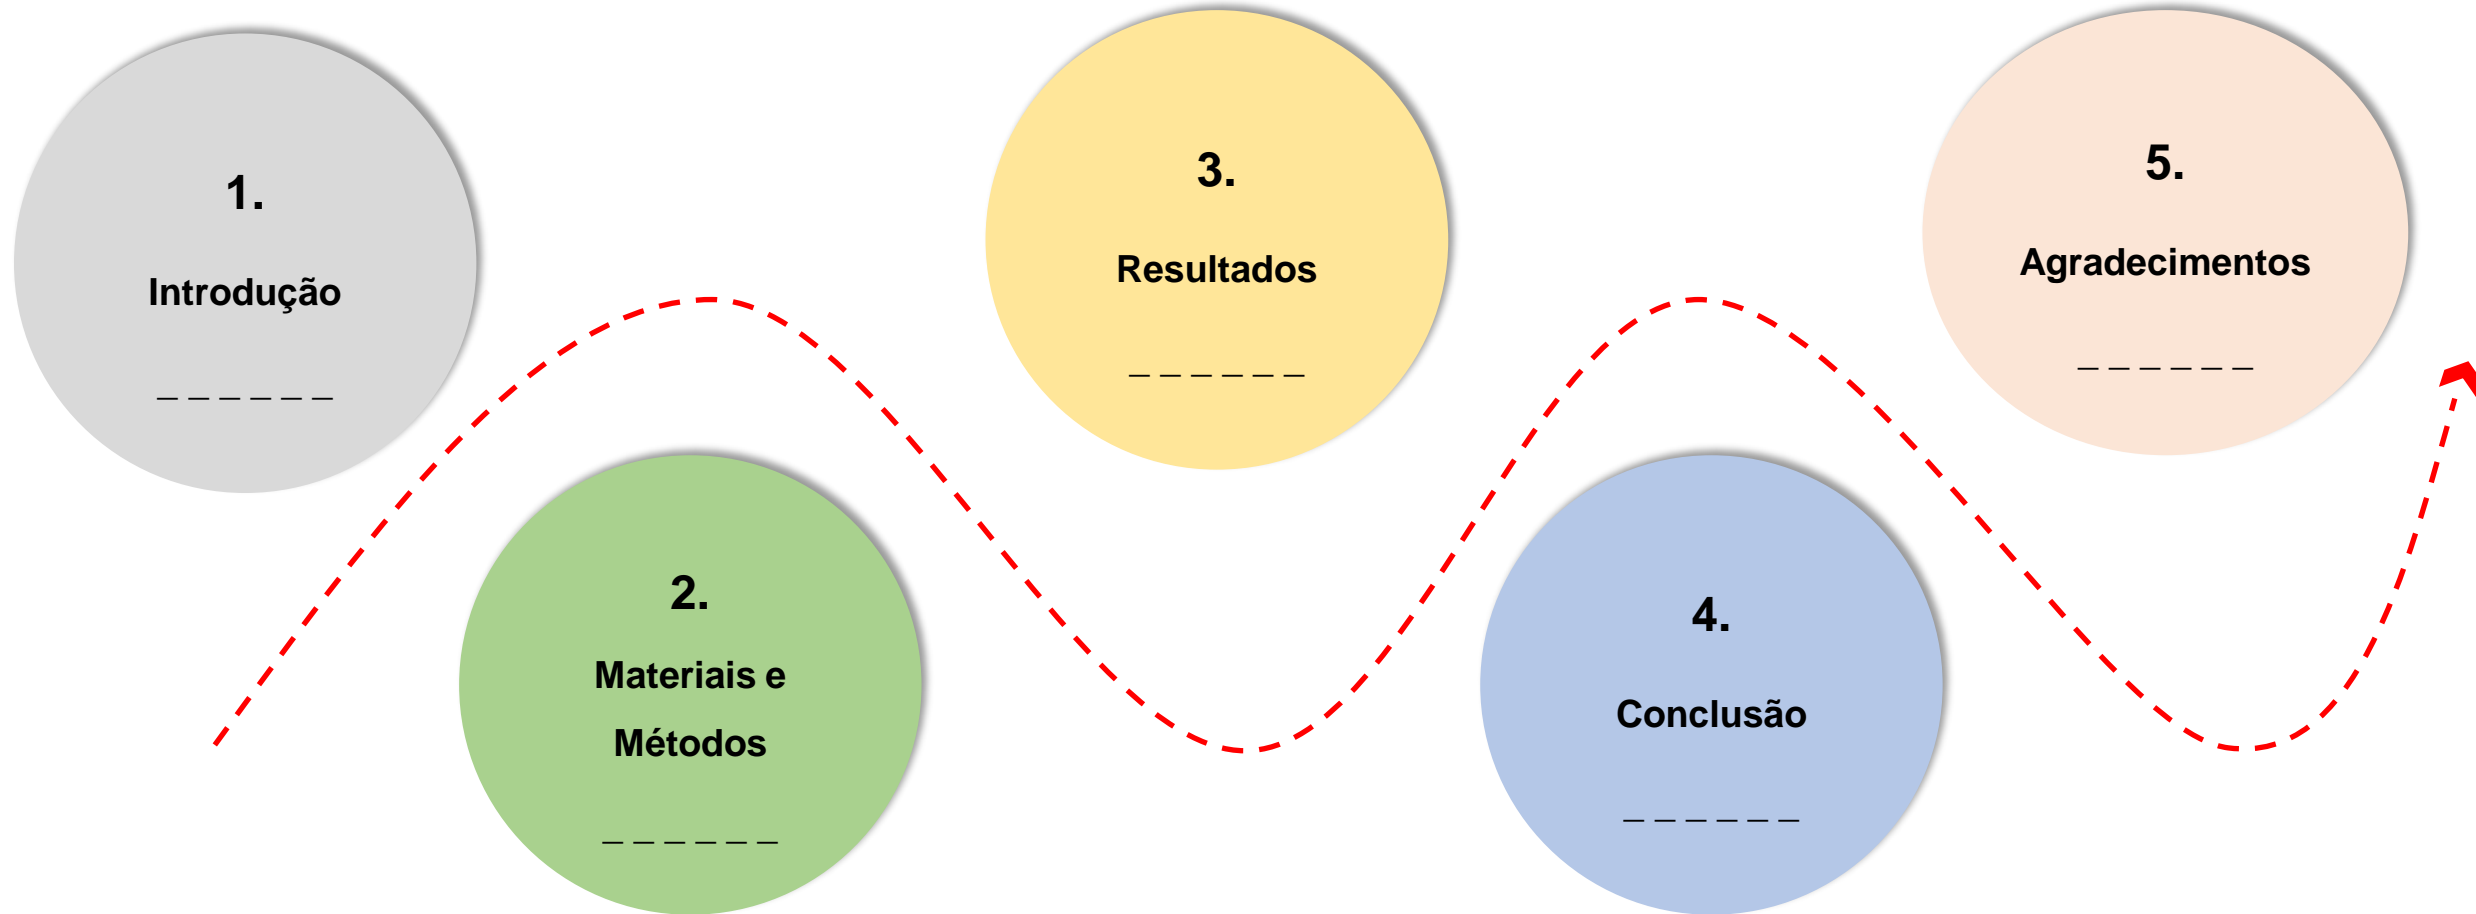 1.
Introdução
_ _ _ _ _ _
2.
Materiais e
Métodos
_ _ _ _ _ _
3.
Resultados
_ _ _ _ _ _
4.
Conclusão
_ _ _ _ _ _
5.
Agradecimentos
_ _ _ _ _ _